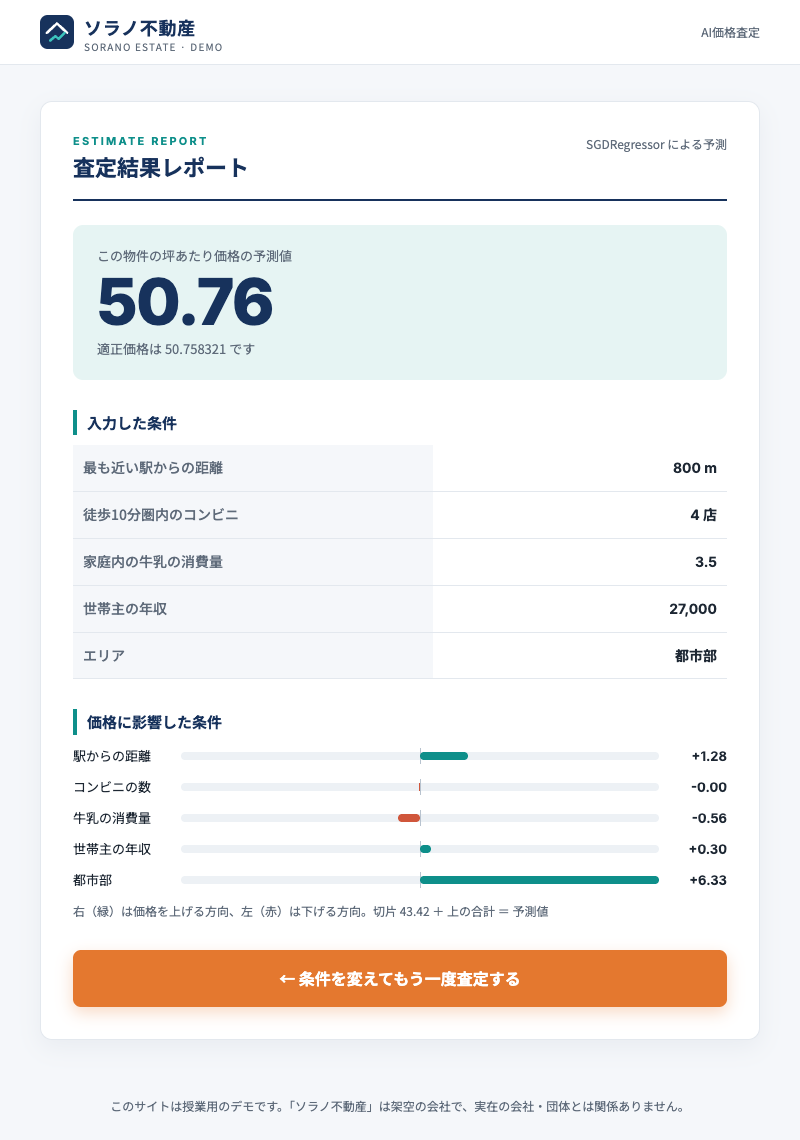 ソラノ不動産
SORANO ESTATE · DEMO
AI価格査定
ESTIMATE REPORT
査定結果レポート
SGDRegressor による予測
この物件の坪あたり価格の予測値
50.76
適正価格は 50.758321 です
入力した条件
最も近い駅からの距離 800 m
徒歩10分圏内のコンビニ 4 店
家庭内の牛乳の消費量 3.5
世帯主の年収 27,000
エリア 都市部
価格に影響した条件
駅からの距離 +1.28
コンビニの数 -0.00
牛乳の消費量 -0.56
世帯主の年収 +0.30
都市部 +6.33
右（緑）は価格を上げる方向、左（赤）は下げる方向。切片 43.42 ＋ 上の合計 ＝ 予測値
← 条件を変えてもう一度査定する
このサイトは授業用のデモです。「ソラノ不動産」は架空の会社で、実在の会社・団体とは関係ありません。